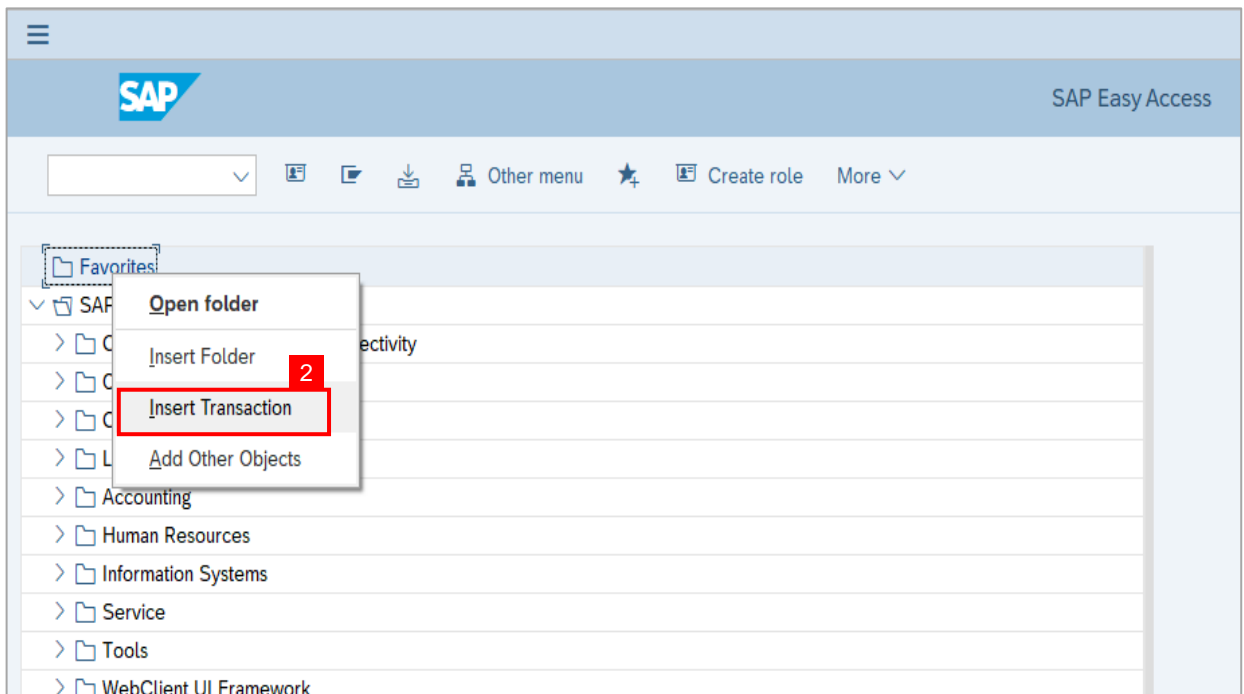 SAP
SAP Easy Access
Other menu
Create role
More
Favorites
SAP
Open folder
ectivity
Insert Folder
2
Insert Transaction
Add Other Objects
Accounting
Human Resources
Information Systems
Service
Tools
WebClient UI Framework